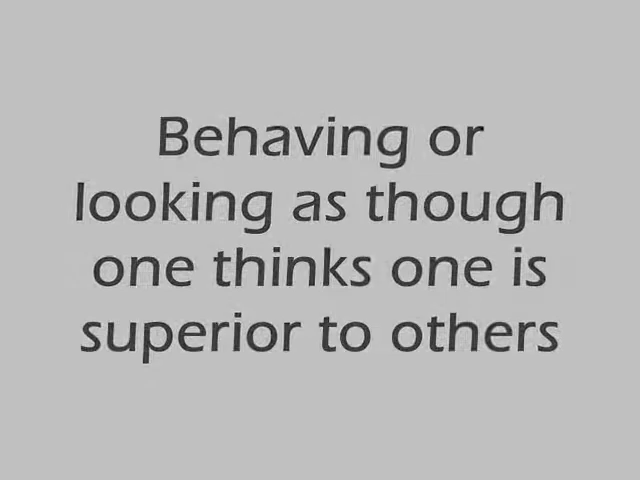 Behaving or
looking as though
one thinks one is
superior to others